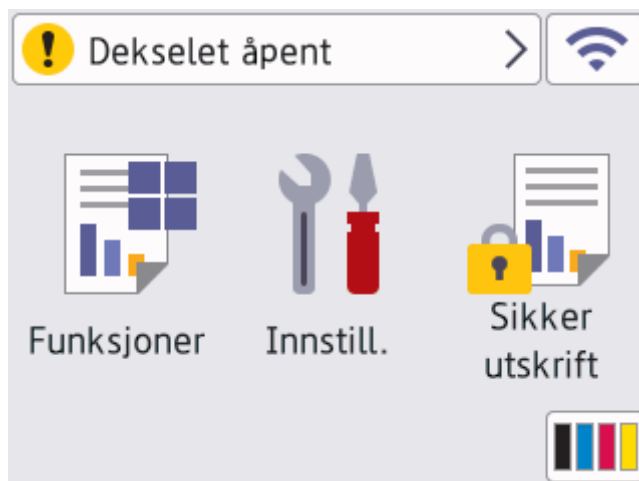 Dekselet åpent
Funksjoner
Innstill.
Sikker
utskrift